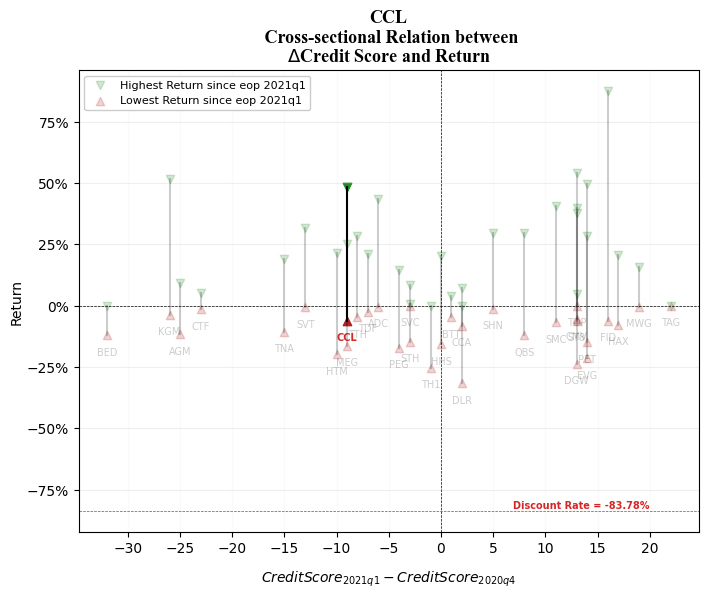 CCL
Cross-sectional Relation between
ΔCredit Score and Return
Highest Return since eop 2021q1
Lowest Return since eop 2021q1
75%
50%
25%
0%
−25%
−50%
−75%
Return
BED
KGM
AGM
CTF
TNA
SVT
HTM
CCL
MEG
ADC
PEG
SVC
STH
TH1
HHS
CCA
DLR
SHN
QBS
SMC
DGW
PET
EVG
FID
HAX
MWG
TAG
Discount Rate = -83.78%
−30
−25
−20
−15
−10
−5
0
5
10
15
20
CreditScore2021q1 − CreditScore2020q4